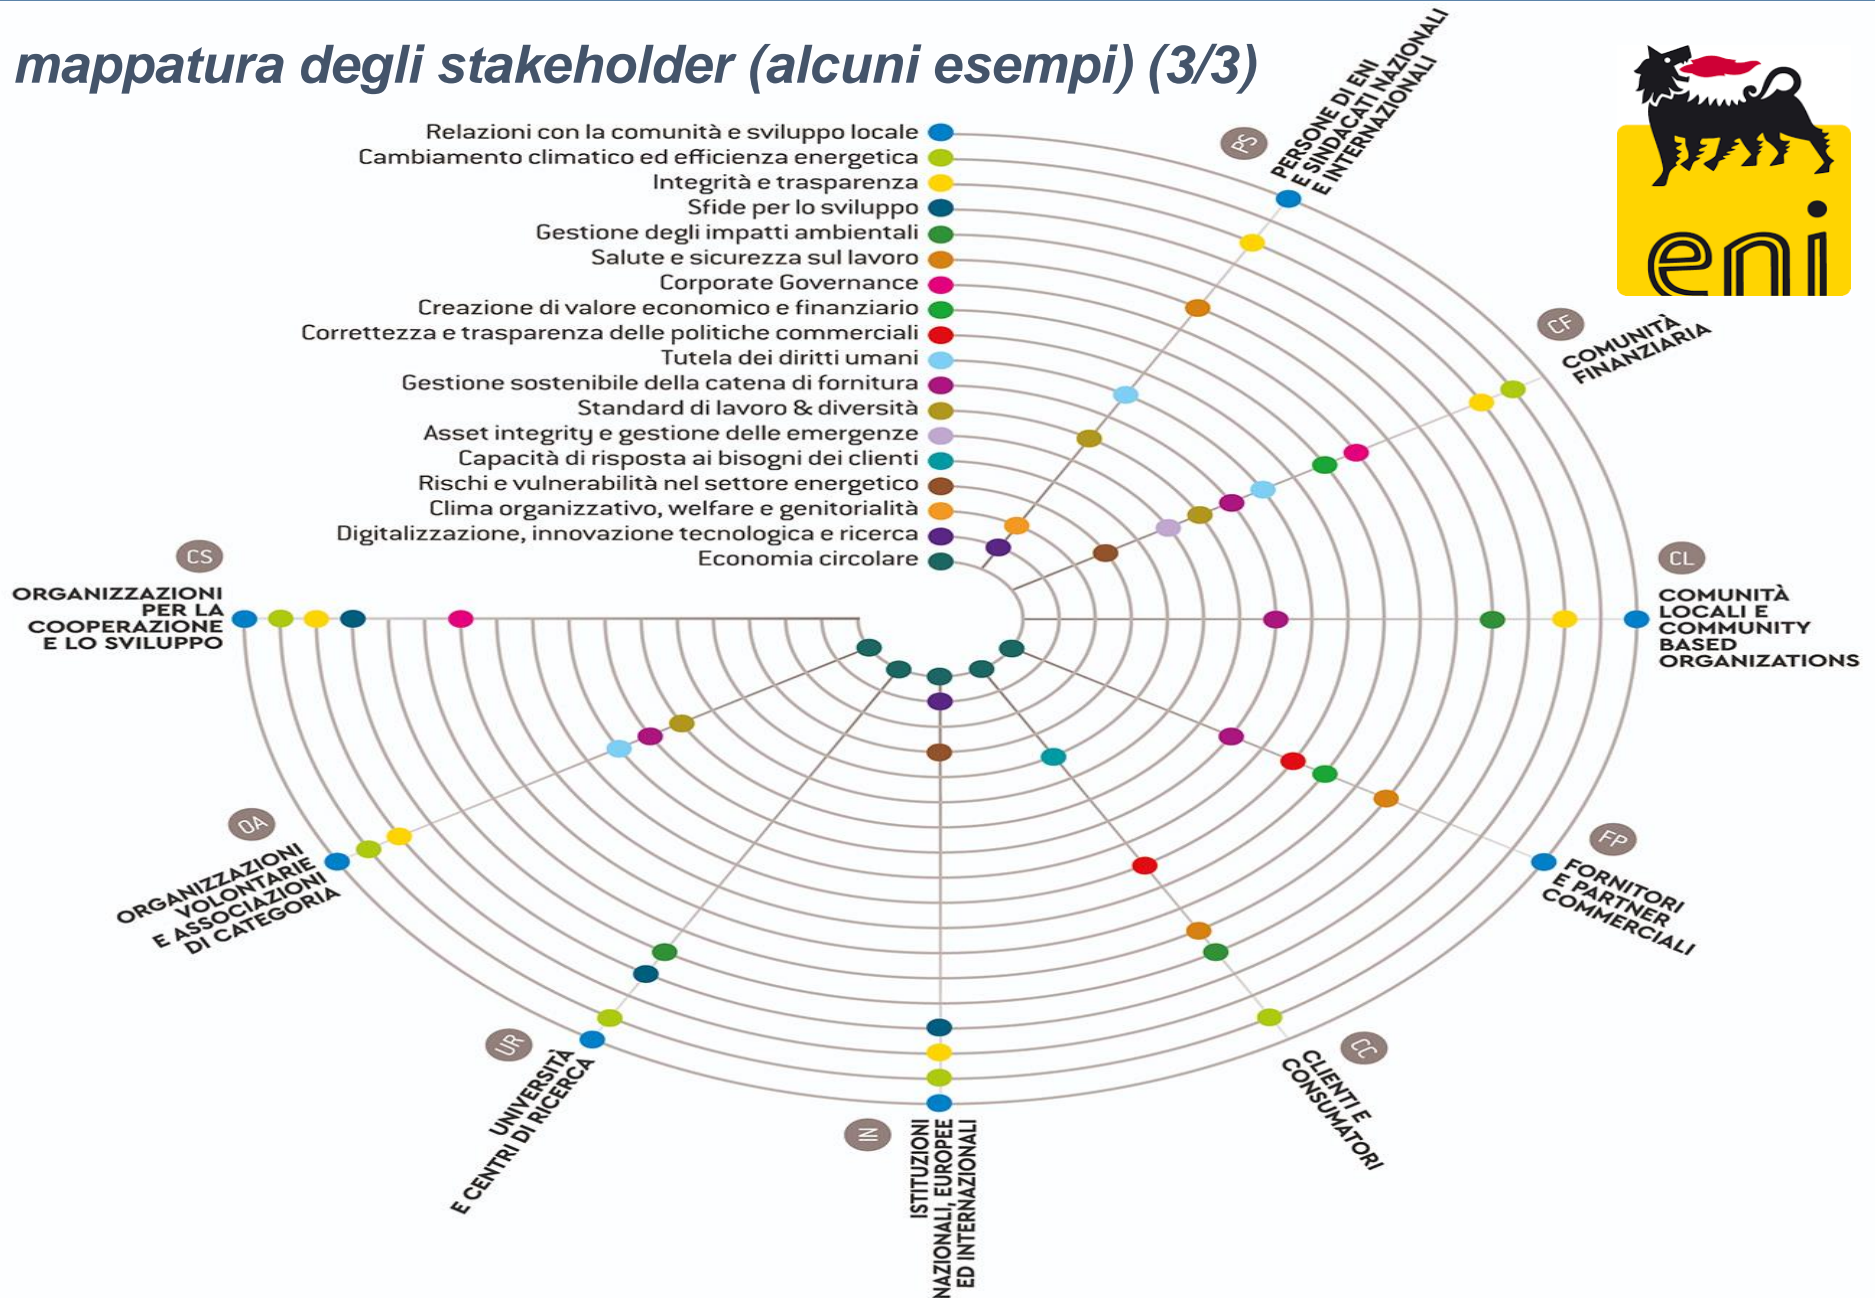 mappatura degli stakeholder (alcuni esempi) (3/3)
Relazioni con la comunità e sviluppo locale
Cambiamento climatico ed efficienza energetica
Integrità e trasparenza
Sfide per lo sviluppo
Gestione degli impatti ambientali
Salute e sicurezza sul lavoro
Corporate Governance
Creazione di valore economico e finanziario
Correttezza e trasparenza delle politiche commerciali
Tutela dei diritti umani
Gestione sostenibile della catena di fornitura
Standard di lavoro & diversità
Asset integrity e gestione delle emergenze
Capacità di risposta ai bisogni dei clienti
Rischi e vulnerabilità nel settore energetico
Clima organizzativo, welfare e genitorialità
Digitalizzazione, innovazione tecnologica e ricerca
Economia circolare
PS
PERSONE DI ENI
E SINDACATI NAZIONALI
E INTERNAZIONALI
eni
CF
COMUNITÀ
FINANZIARIA
CL
COMUNITÀ
LOCALI E
COMMUNITY
BASED
ORGANIZATIONS
FP
FORNITORI
E PARTNER
COMMERCIALI
CC
CLIENTI E
CONSUMATORI
IN
ISTITUZIONI
NAZIONALI, EUROPEE
ED INTERNAZIONALI
UR
UNIVERSITÀ
E CENTRI DI RICERCA
OA
ORGANIZZAZIONI
VOLONTARIE
E ASSOCIAZIONI
DI CATEGORIA
CS
ORGANIZZAZIONI
PER LA
COOPERAZIONE
E LO SVILUPPO